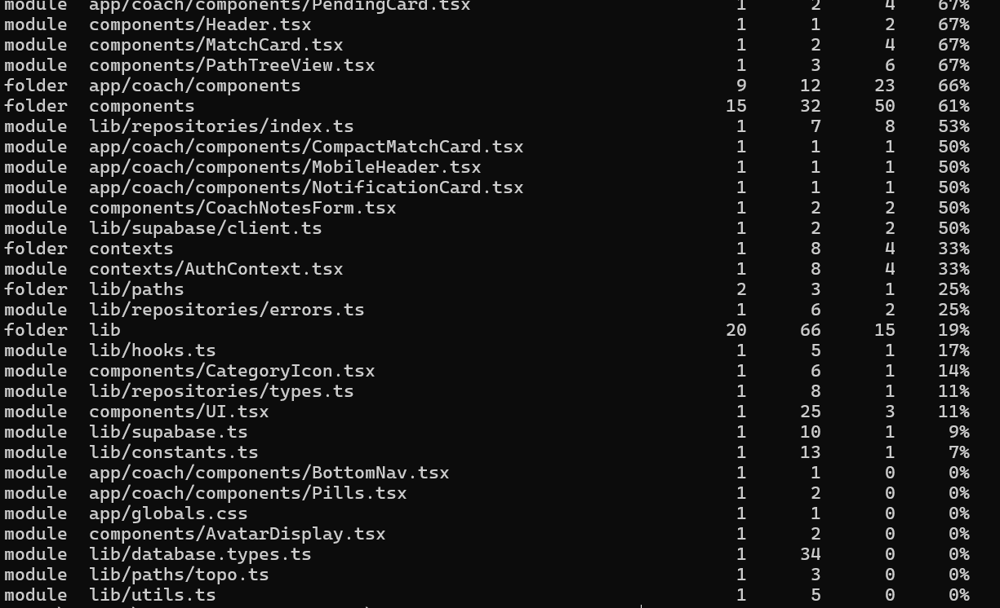 module  app/coach/components/PendingCard.tsx  1  2  4  67%
module  components/Header.tsx  1  1  2  67%
module  components/MatchCard.tsx  1  2  4  67%
module  components/PathTreeView.tsx  1  3  6  67%
folder  app/coach/components  9  12  23  66%
folder  components  15  32  50  61%
module  lib/repositories/index.ts  1  7  8  53%
module  app/coach/components/CompactMatchCard.tsx  1  1  1  50%
module  app/coach/components/MobileHeader.tsx  1  1  1  50%
module  app/coach/components/NotificationCard.tsx  1  1  1  50%
module  components/CoachNotesForm.tsx  1  2  2  50%
module  lib/supabase/client.ts  1  2  2  50%
folder  contexts  1  8  4  33%
module  contexts/AuthContext.tsx  1  8  4  33%
folder  lib/paths  2  3  1  25%
module  lib/repositories/errors.ts  1  6  2  25%
folder  lib  20  66  15  19%
module  lib/hooks.ts  1  5  1  17%
module  components/CategoryIcon.tsx  1  6  1  14%
module  lib/repositories/types.ts  1  8  1  11%
module  components/UI.tsx  1  25  3  11%
module  lib/supabase.ts  1  10  1  9%
module  lib/constants.ts  1  13  1  7%
module  app/coach/components/BottomNav.tsx  1  1  0  0%
module  app/coach/components/Pills.tsx  1  2  0  0%
module  app/globals.css  1  1  0  0%
module  components/AvatarDisplay.tsx  1  2  0  0%
module  lib/database.types.ts  1  34  0  0%
module  lib/paths/topo.ts  1  3  0  0%
module  lib/utils.ts  1  5  0  0%